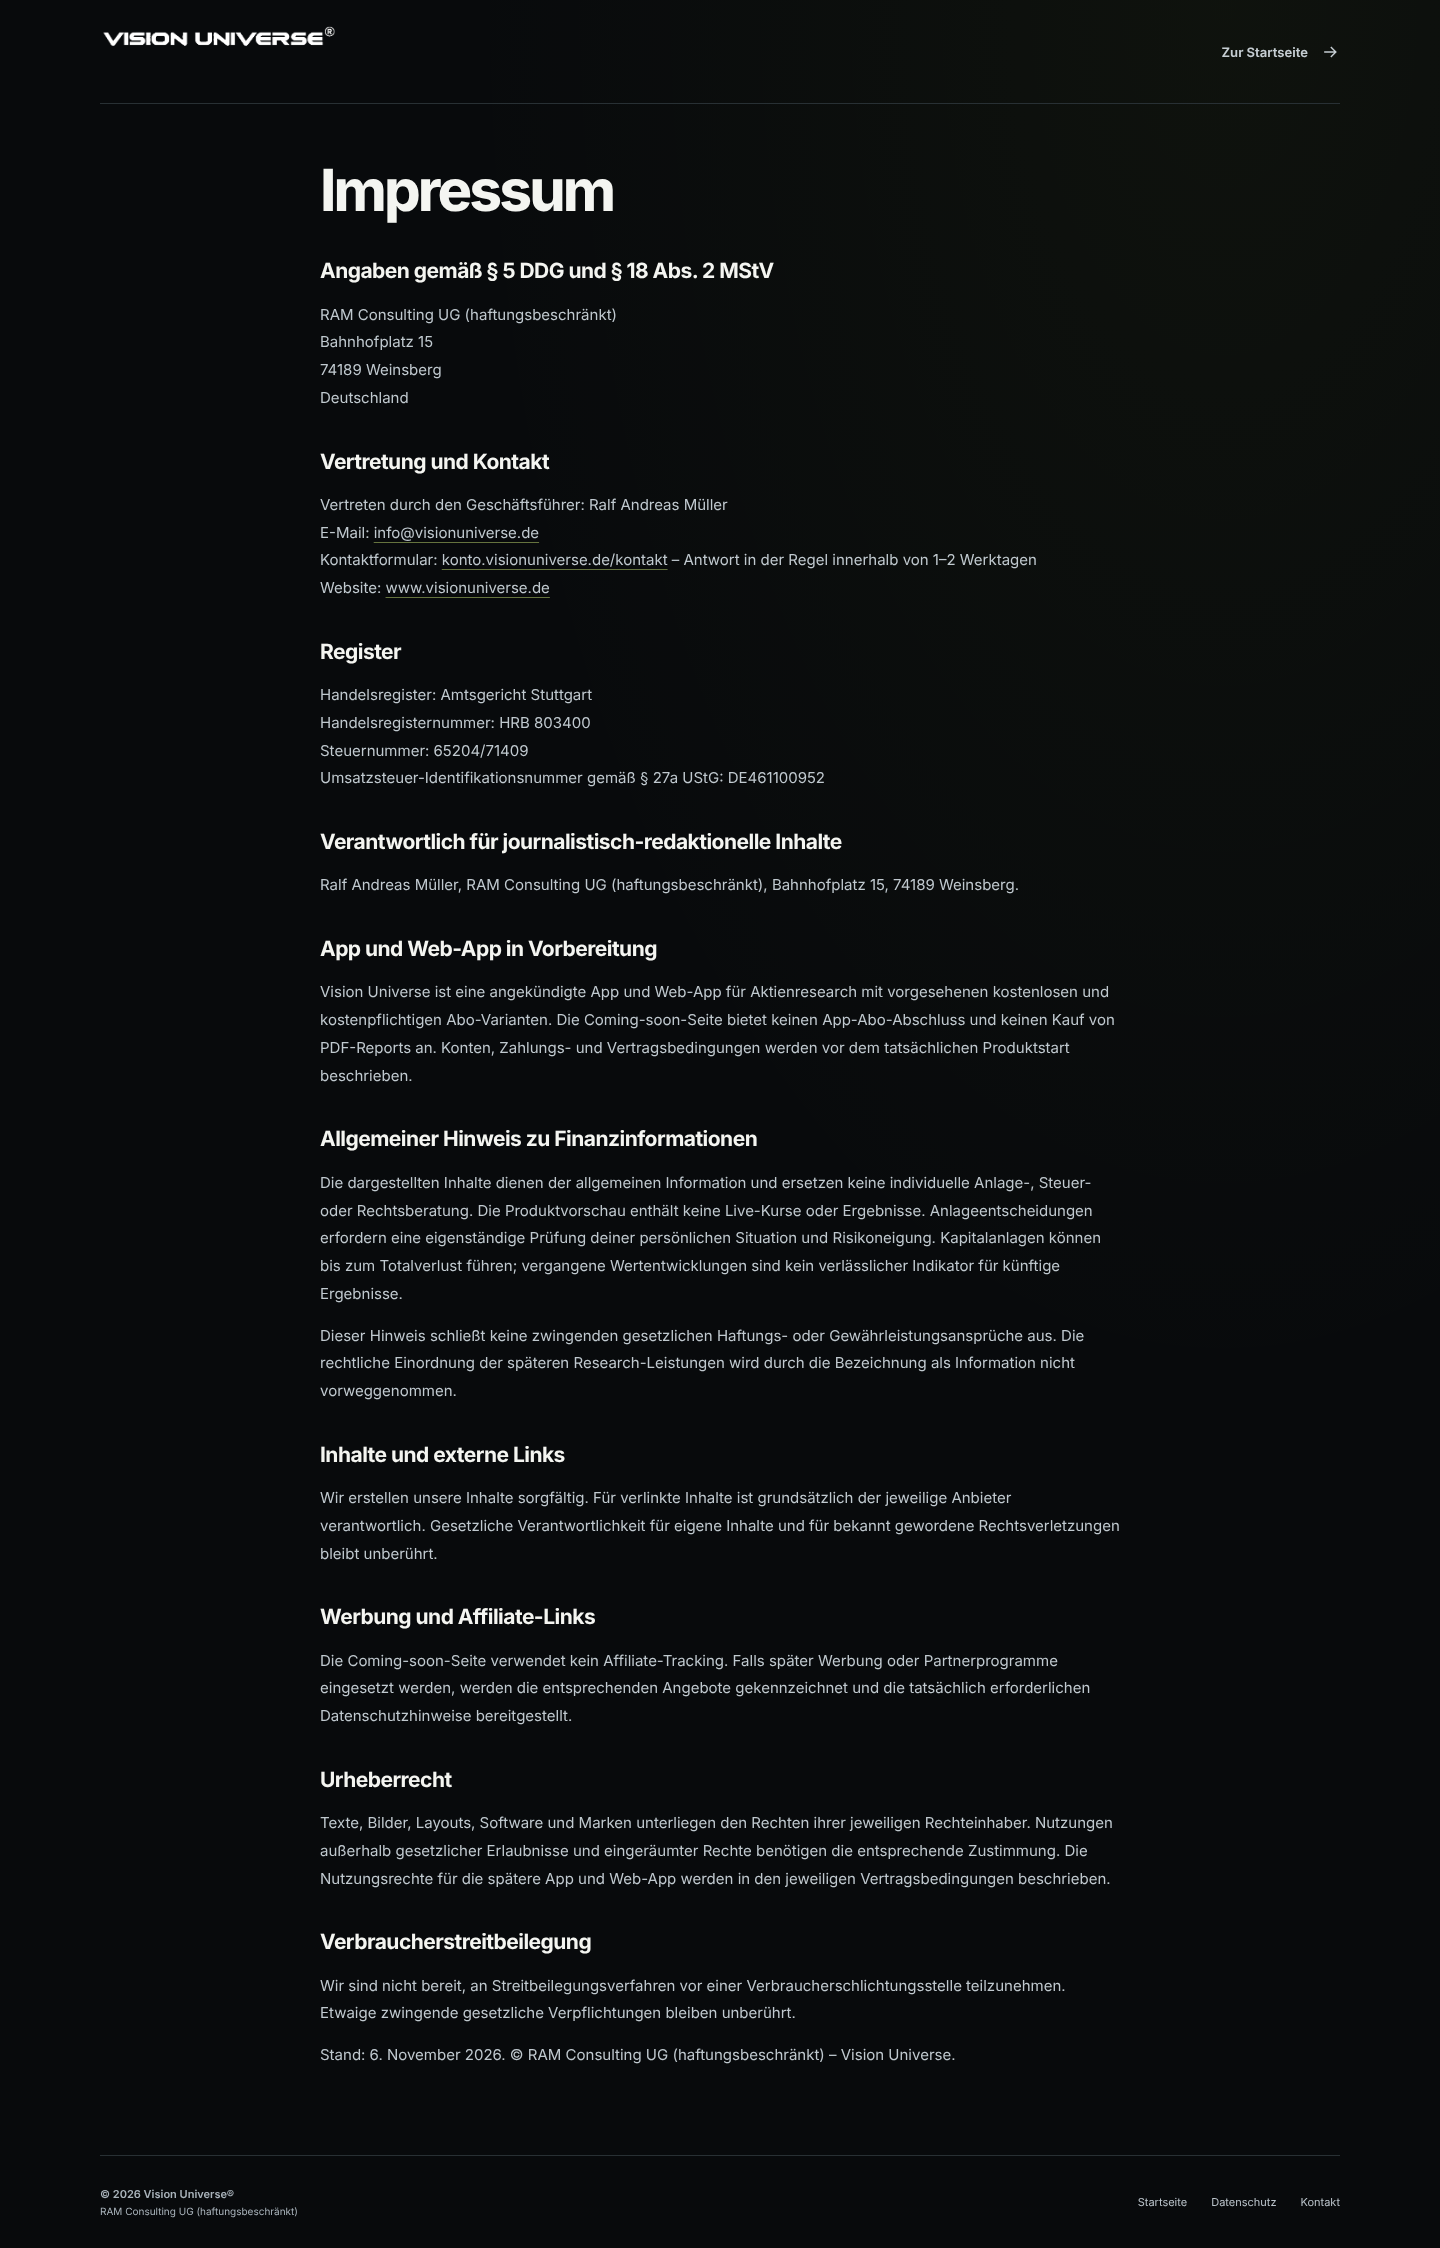 VISION UNIVERSE®
Zur Startseite →
Impressum
Angaben gemäß § 5 DDG und § 18 Abs. 2 MStV
RAM Consulting UG (haftungsbeschränkt)
Bahnhofplatz 15
74189 Weinsberg
Deutschland
Vertretung und Kontakt
Vertreten durch den Geschäftsführer: Ralf Andreas Müller
E-Mail: info@visionuniverse.de
Kontaktformular: konto.visionuniverse.de/kontakt – Antwort in der Regel innerhalb von 1–2 Werktagen
Website: www.visionuniverse.de
Register
Handelsregister: Amtsgericht Stuttgart
Handelsregisternummer: HRB 803400
Steuernummer: 65204/71409
Umsatzsteuer-Identifikationsnummer gemäß § 27a UStG: DE461100952
Verantwortlich für journalistisch-redaktionelle Inhalte
Ralf Andreas Müller, RAM Consulting UG (haftungsbeschränkt), Bahnhofplatz 15, 74189 Weinsberg.
App und Web-App in Vorbereitung
Vision Universe ist eine angekündigte App und Web-App für Aktienresearch mit vorgesehenen kostenlosen und
kostenpflichtigen Abo-Varianten. Die Coming-soon-Seite bietet keinen App-Abo-Abschluss und keinen Kauf von
PDF-Reports an. Konten, Zahlungs- und Vertragsbedingungen werden vor dem tatsächlichen Produktstart
beschrieben.
Allgemeiner Hinweis zu Finanzinformationen
Die dargestellten Inhalte dienen der allgemeinen Information und ersetzen keine individuelle Anlage-, Steuer-
oder Rechtsberatung. Die Produktvorschau enthält keine Live-Kurse oder Ergebnisse. Anlageentscheidungen
erfordern eine eigenständige Prüfung deiner persönlichen Situation und Risikoneigung. Kapitalanlagen können
bis zum Totalverlust führen; vergangene Wertentwicklungen sind kein verlässlicher Indikator für künftige
Ergebnisse.
Dieser Hinweis schließt keine zwingenden gesetzlichen Haftungs- oder Gewährleistungsansprüche aus. Die
rechtliche Einordnung der späteren Research-Leistungen wird durch die Bezeichnung als Information nicht
vorweggenommen.
Inhalte und externe Links
Wir erstellen unsere Inhalte sorgfältig. Für verlinkte Inhalte ist grundsätzlich der jeweilige Anbieter
verantwortlich. Gesetzliche Verantwortlichkeit für eigene Inhalte und für bekannt gewordene Rechtsverletzungen
bleibt unberührt.
Werbung und Affiliate-Links
Die Coming-soon-Seite verwendet kein Affiliate-Tracking. Falls später Werbung oder Partnerprogramme
eingesetzt werden, werden die entsprechenden Angebote gekennzeichnet und die tatsächlich erforderlichen
Datenschutzhinweise bereitgestellt.
Urheberrecht
Texte, Bilder, Layouts, Software und Marken unterliegen den Rechten ihrer jeweiligen Rechteinhaber. Nutzungen
außerhalb gesetzlicher Erlaubnisse und eingeräumter Rechte benötigen die entsprechende Zustimmung. Die
Nutzungsrechte für die spätere App und Web-App werden in den jeweiligen Vertragsbedingungen beschrieben.
Verbraucherstreitbeilegung
Wir sind nicht bereit, an Streitbeilegungsverfahren vor einer Verbraucherschlichtungsstelle teilzunehmen.
Etwaige zwingende gesetzliche Verpflichtungen bleiben unberührt.
Stand: 6. November 2026. © RAM Consulting UG (haftungsbeschränkt) – Vision Universe.
© 2026 Vision Universe®
RAM Consulting UG (haftungsbeschränkt)
Startseite Datenschutz Kontakt